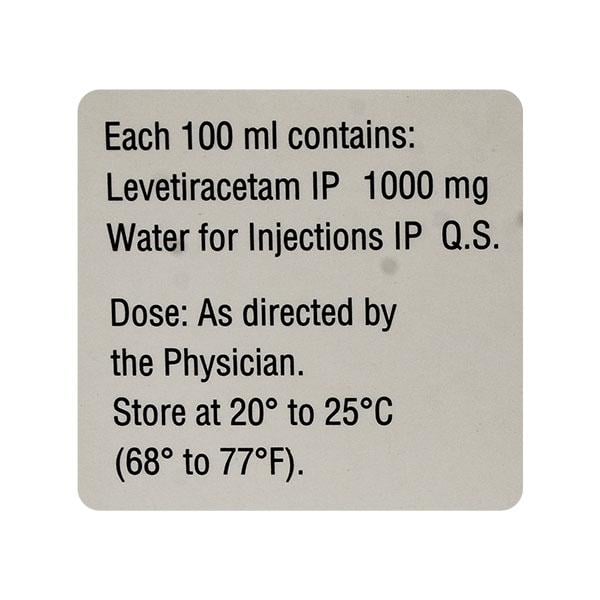 Each 100 ml contains:
Levetiracetam IP 1000 mg
Water for Injections IP Q.S.
Dose: As directed by
the Physician.
Store at 20° to 25°C
(68° to 77°F).